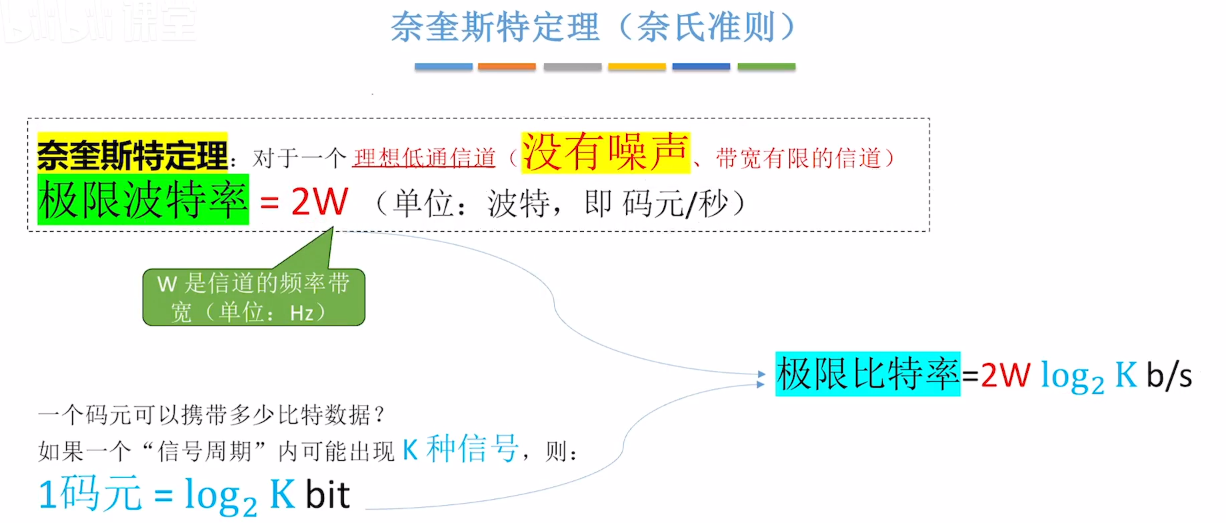 课堂
奈奎斯特定理（奈氏准则）
奈奎斯特定理：对于一个 理想低通信道（没有噪声、带宽有限的信道）
极限波特率 = 2W （单位：波特，即 码元/秒）
W 是信道的频率带
宽（单位：Hz）
极限比特率=2W log₂ K b/s
一个码元可以携带多少比特数据？
如果一个“信号周期”内可能出现 K 种信号，则：
1码元 = log₂ K bit